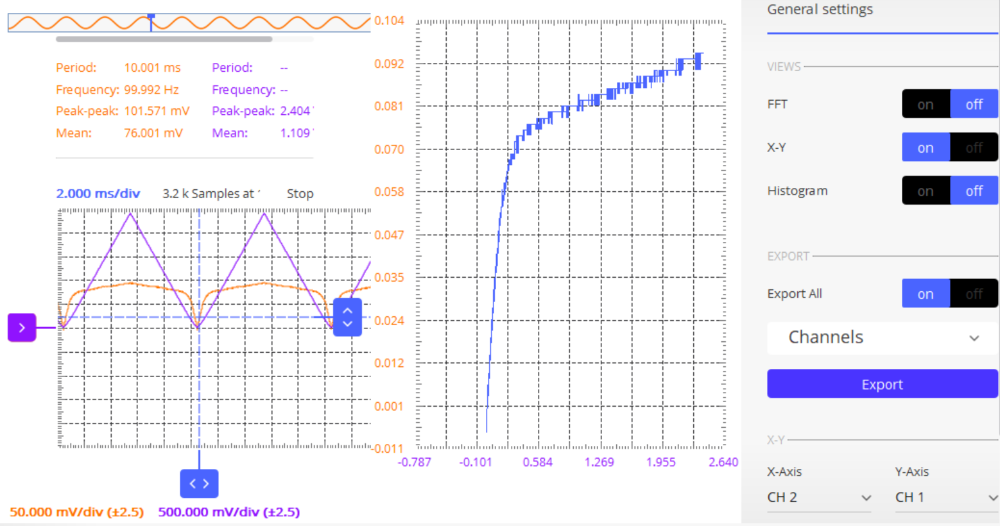 General settings
Period: 10.001 ms Period: --
Frequency: 99.992 Hz Frequency: --
Peak-peak: 101.571 mV Peak-peak: 2.404
Mean: 76.001 mV Mean: 1.109
2.000 ms/div 3.2 k Samples at Stop
50.000 mV/div (±2.5) 500.000 mV/div (±2.5)
0.104
0.092
0.081
0.070
0.058
0.047
0.035
0.024
0.012
0.001
-0.011
-0.787 -0.101 0.584 1.269 1.955 2.640
VIEWS
FFT on off
X-Y on off
Histogram on off
EXPORT
Export All on off
Channels
Export
X-Y
X-Axis Y-Axis
CH 2 CH 1